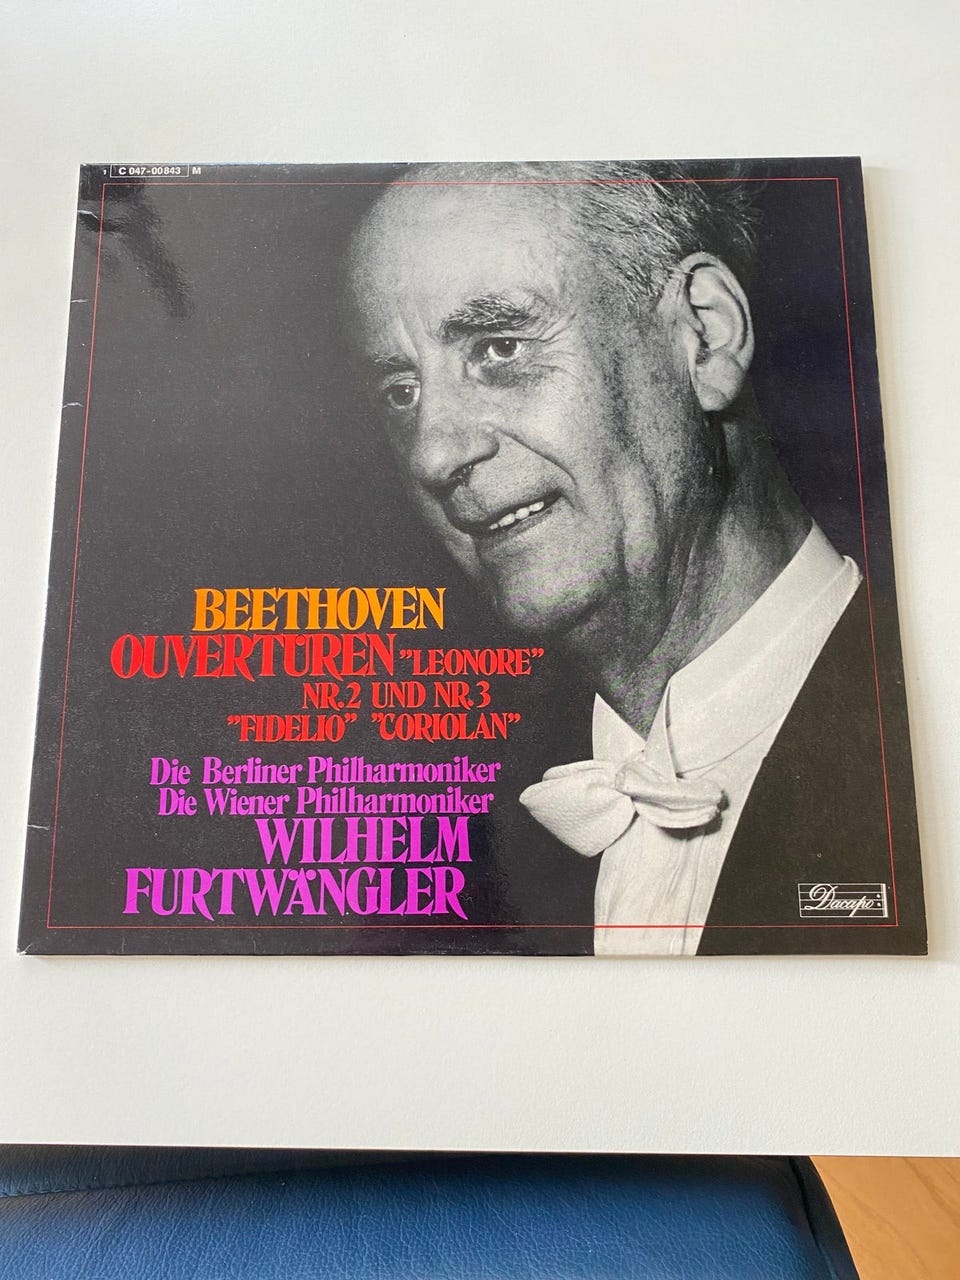 1 C 047-00843 M
BEETHOVEN
OUVERTÜREN "LEONORE"
NR.2 UND NR.3
"FIDELIO" "CORIOLAN"
Die Berliner Philharmoniker
Die Wiener Philharmoniker
WILHELM
FURTWÄNGLER
Dacapo